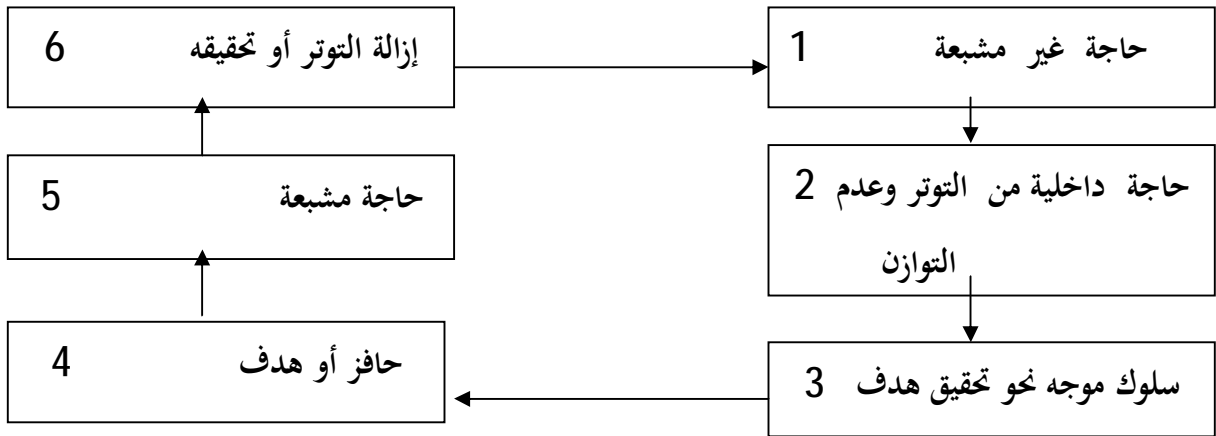 حاجة غير مشبعة 1
حاجة داخلية من التوتر وعدم 2
التوازن
سلوك موجه نحو تحقيق هدف 3
حافز أو هدف 4
حاجة مشبعة 5
إزالة التوتر أو تحقيقه 6